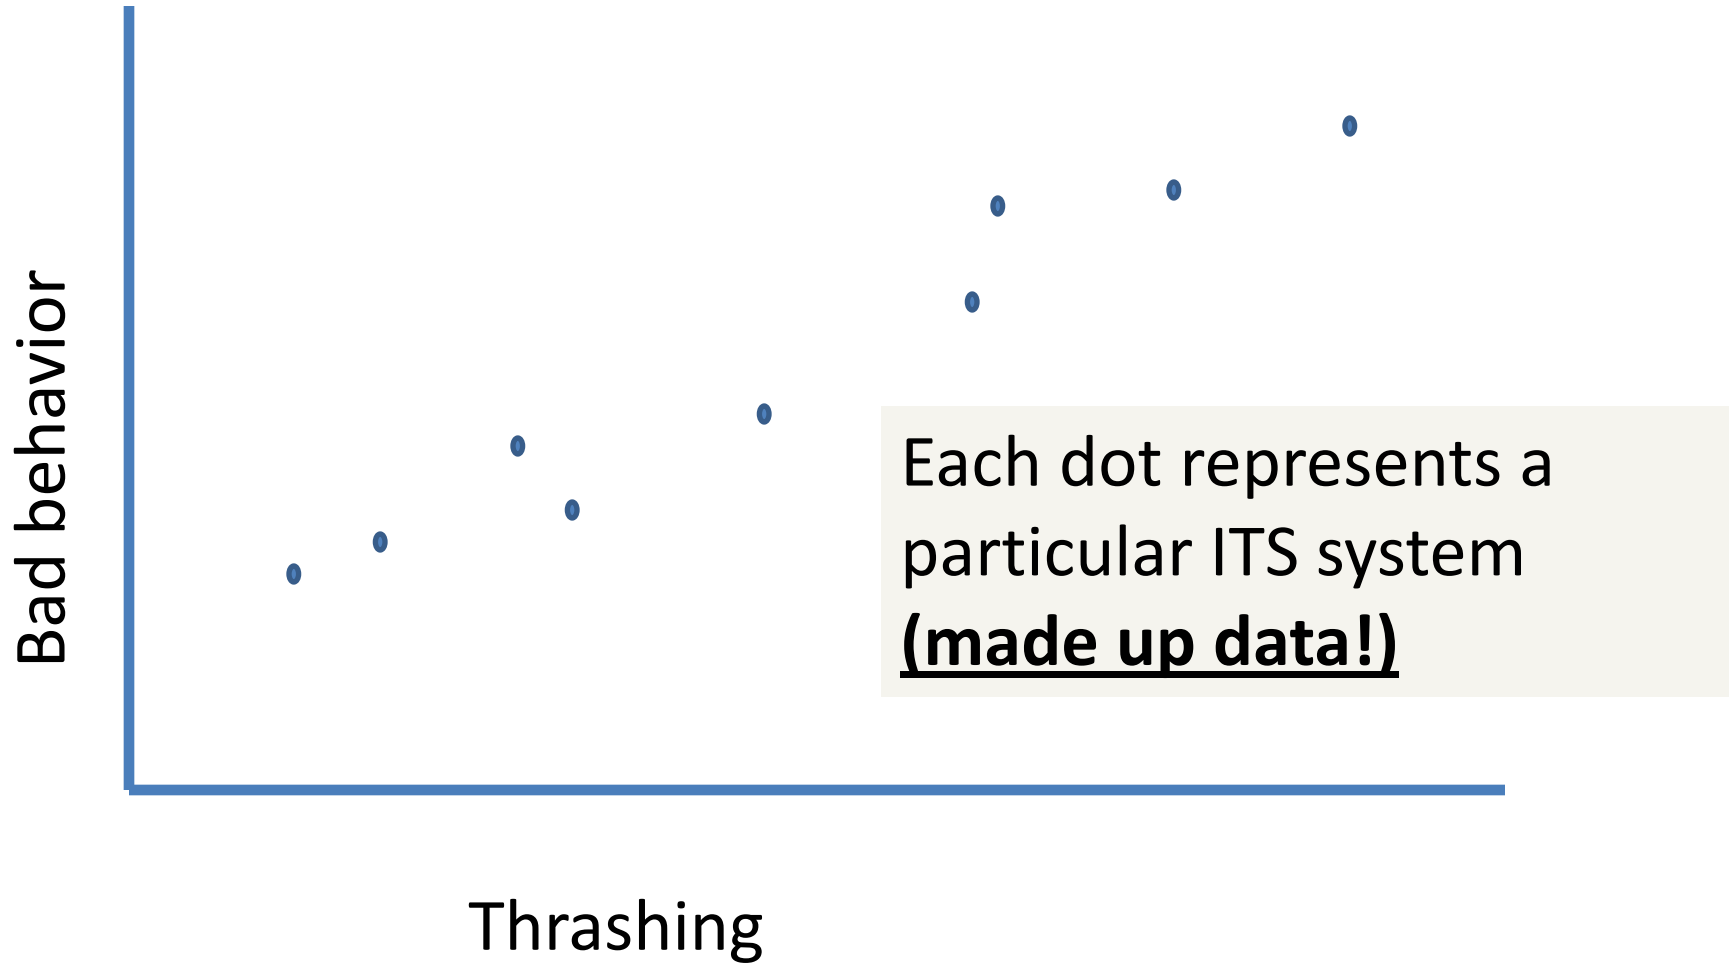 Bad behavior
Each dot represents a
particular ITS system
(made up data!)
Thrashing